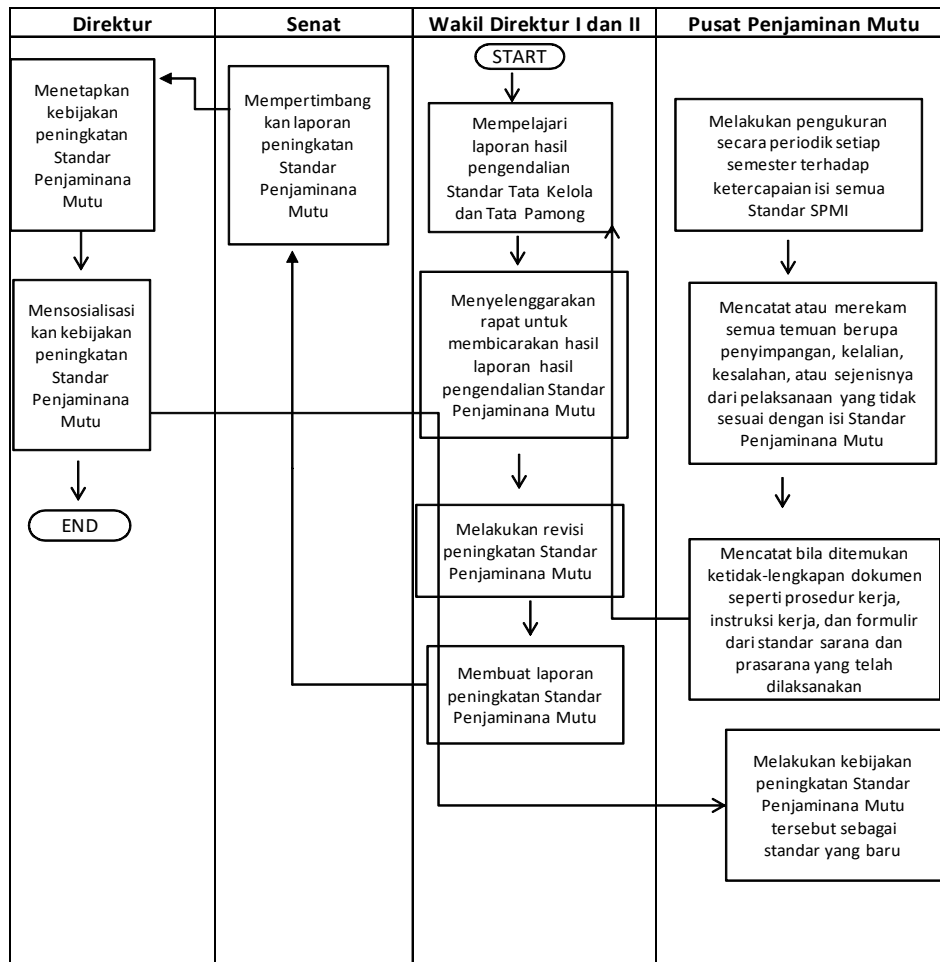 Direktur
Senat
Wakil Direktur I dan II
Pusat Penjaminan Mutu
Menetapkan
kebijakan
peningkatan
Standar
Penjaminana
Mutu
Mensosialisasi
kan kebijakan
peningkatan
Standar
Penjaminana
Mutu
END
Mempertimbang
kan laporan
peningkatan
Standar
Penjaminana
Mutu
START
Mempelajari
laporan hasil
pengendalian
Standar Tata Kelola
dan Tata Pamong
Menyelenggarakan
rapat untuk
membicarakan hasil
laporan hasil
pengendalian Standar
Penjaminana Mutu
Melakukan revisi
peningkatan Standar
Penjaminana Mutu
Membuat laporan
peningkatan Standar
Penjaminana Mutu
Melakukan pengukuran
secara periodik setiap
semester terhadap
ketercapaian isi semua
Standar SPMI
Mencatat atau merekam
semua temuan berupa
penyimpangan, kelalian,
kesalahan, atau sejenisnya
dari pelaksanaan yang tidak
sesuai dengan isi Standar
Penjaminana Mutu
Mencatat bila ditemukan
ketidak-lengkapan dokumen
seperti prosedur kerja,
instruksi kerja, dan formulir
dari standar sarana dan
prasarana yang telah
dilaksanakan
Melakukan kebijakan
peningkatan Standar
Penjaminana Mutu
tersebut sebagai
standar yang baru